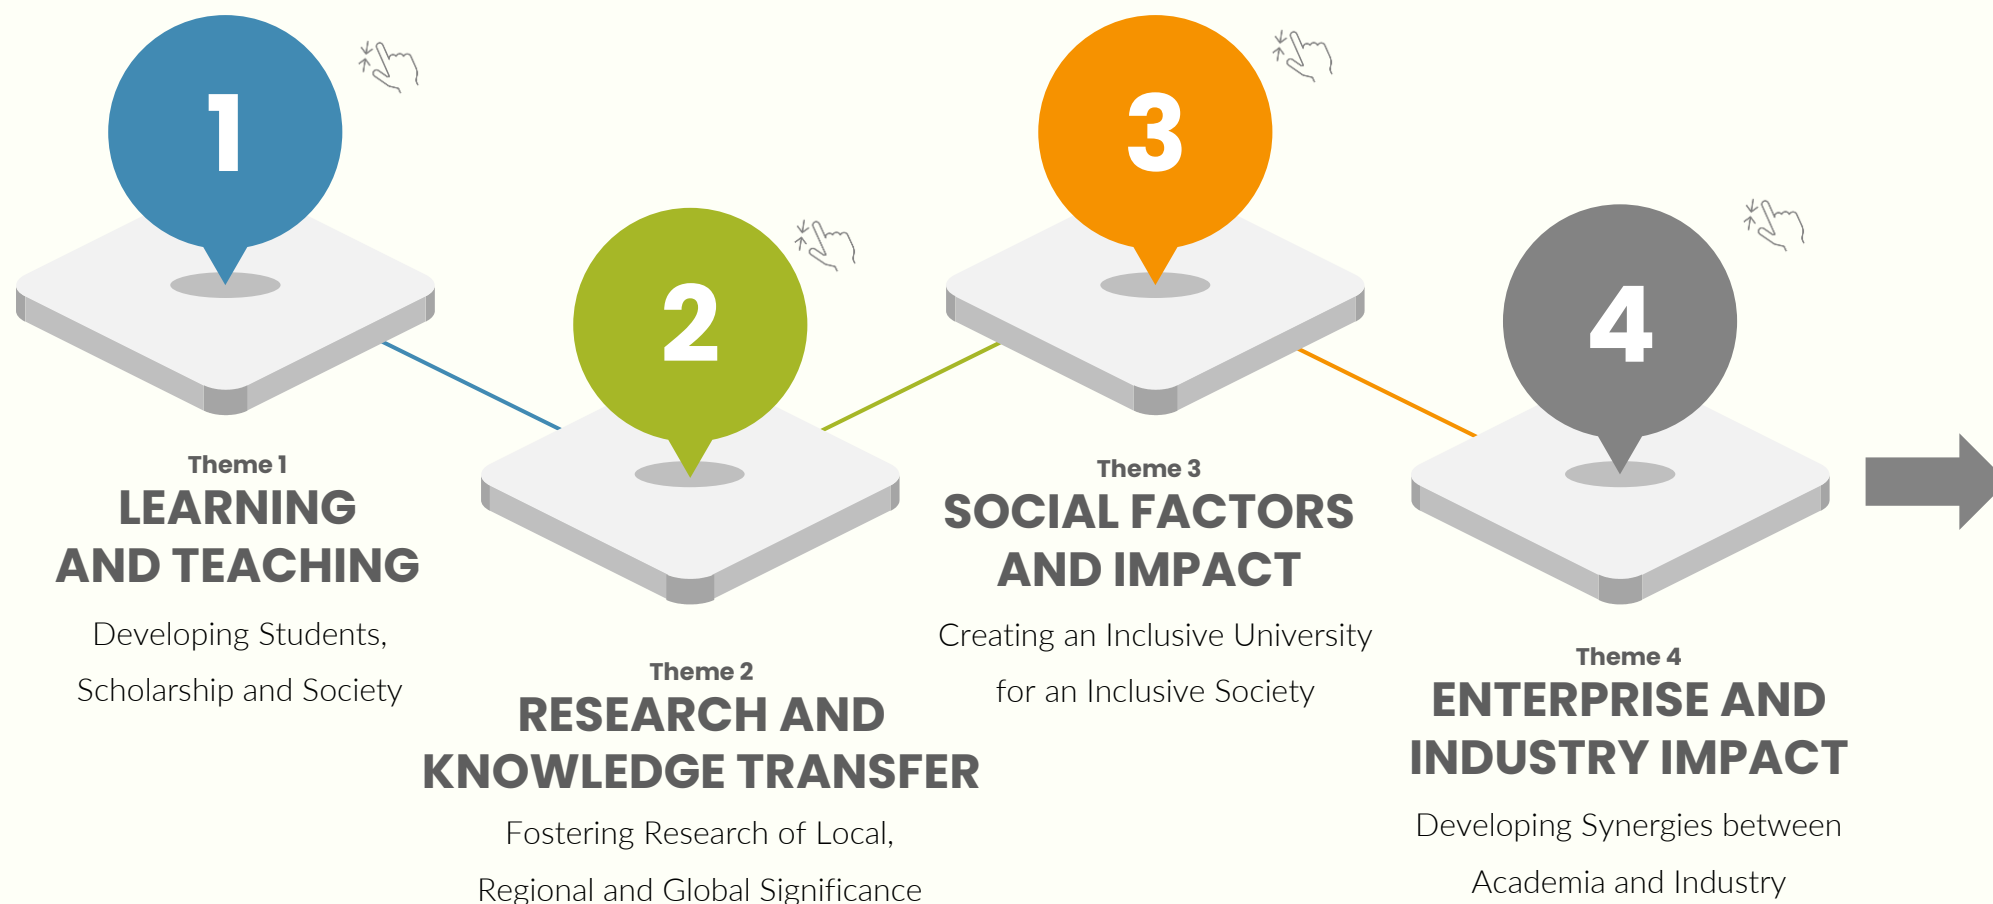 1
Theme 1
LEARNING
AND TEACHING
Developing Students,
Scholarship and Society
2
Theme 2
RESEARCH AND
KNOWLEDGE TRANSFER
Fostering Research of Local,
Regional and Global Significance
3
Theme 3
SOCIAL FACTORS
AND IMPACT
Creating an Inclusive University
for an Inclusive Society
4
Theme 4
ENTERPRISE AND
INDUSTRY IMPACT
Developing Synergies between
Academia and Industry